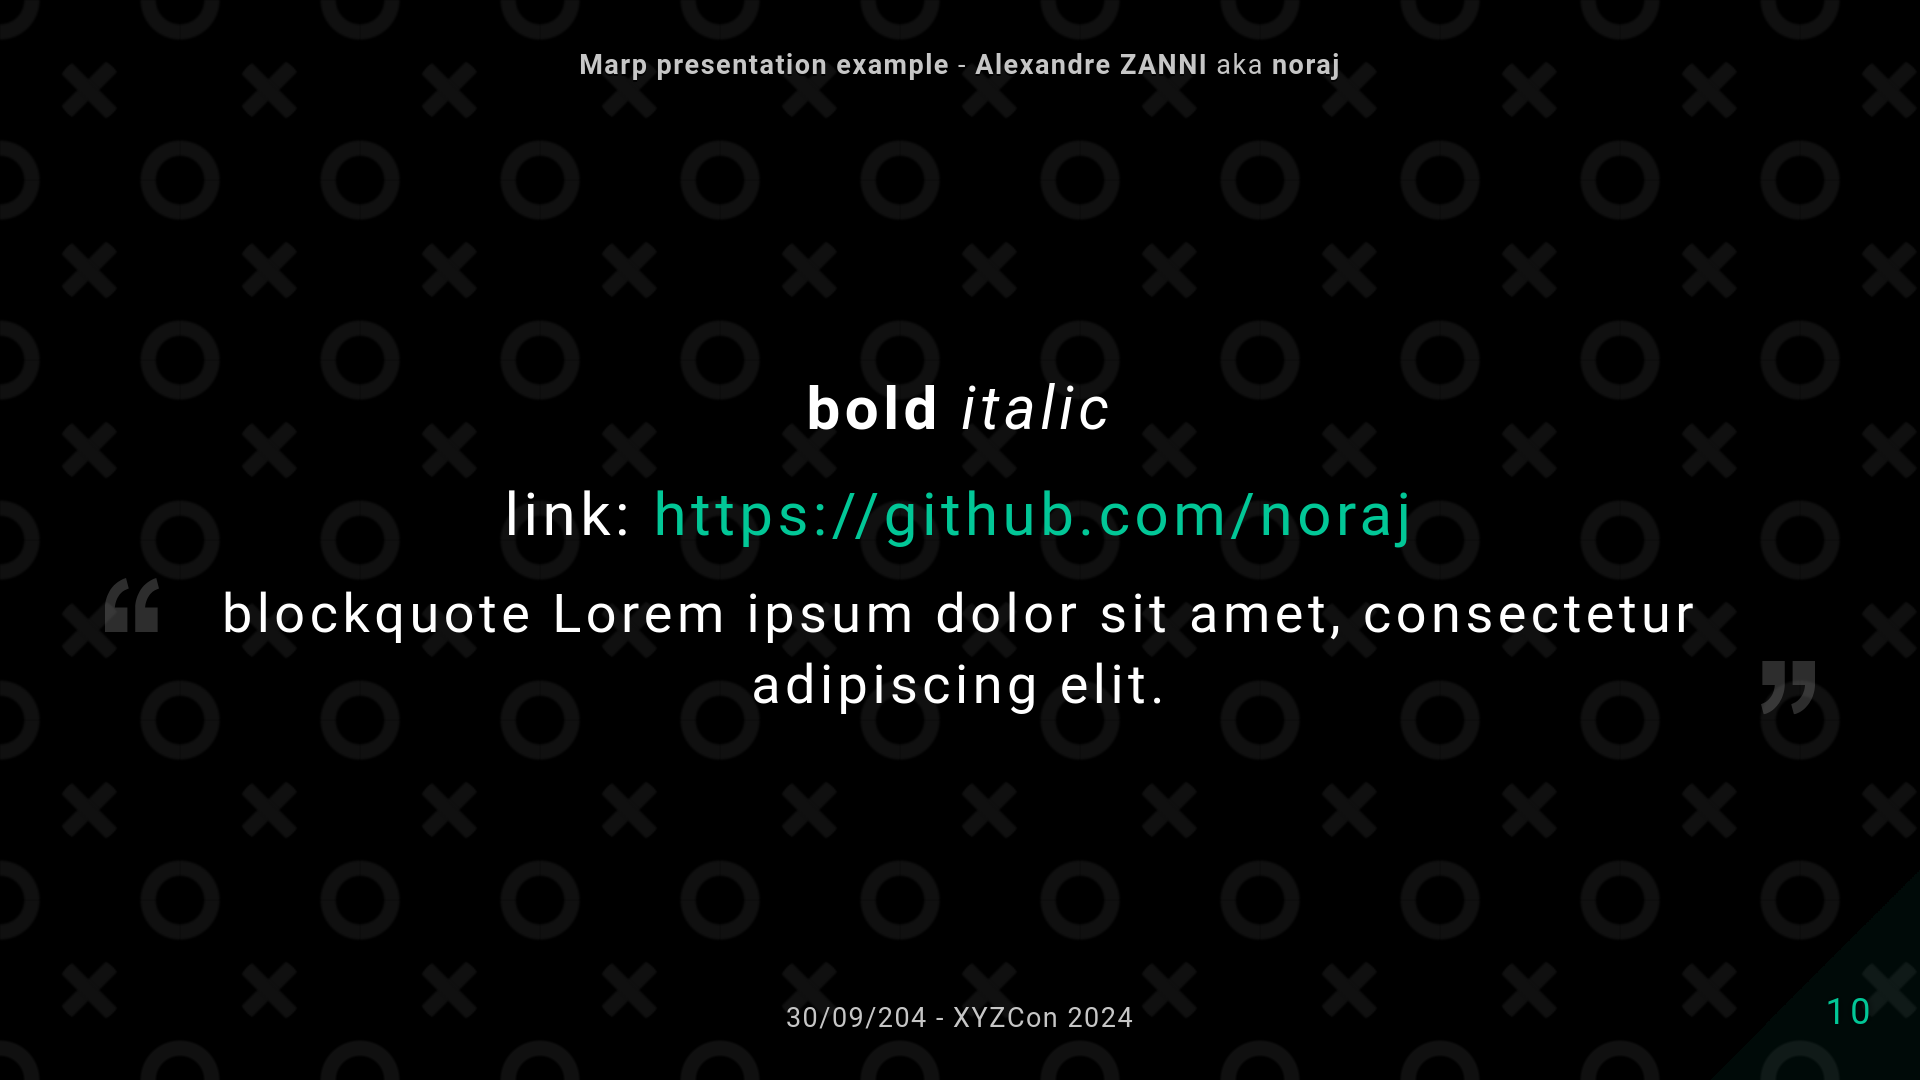 Marp presentation example - Alexandre ZANNI aka noraj
bold italic
link: https://github.com/noraj
“ blockquote Lorem ipsum dolor sit amet, consectetur
adipiscing elit. ”
30/09/204 - XYZCon 2024
10